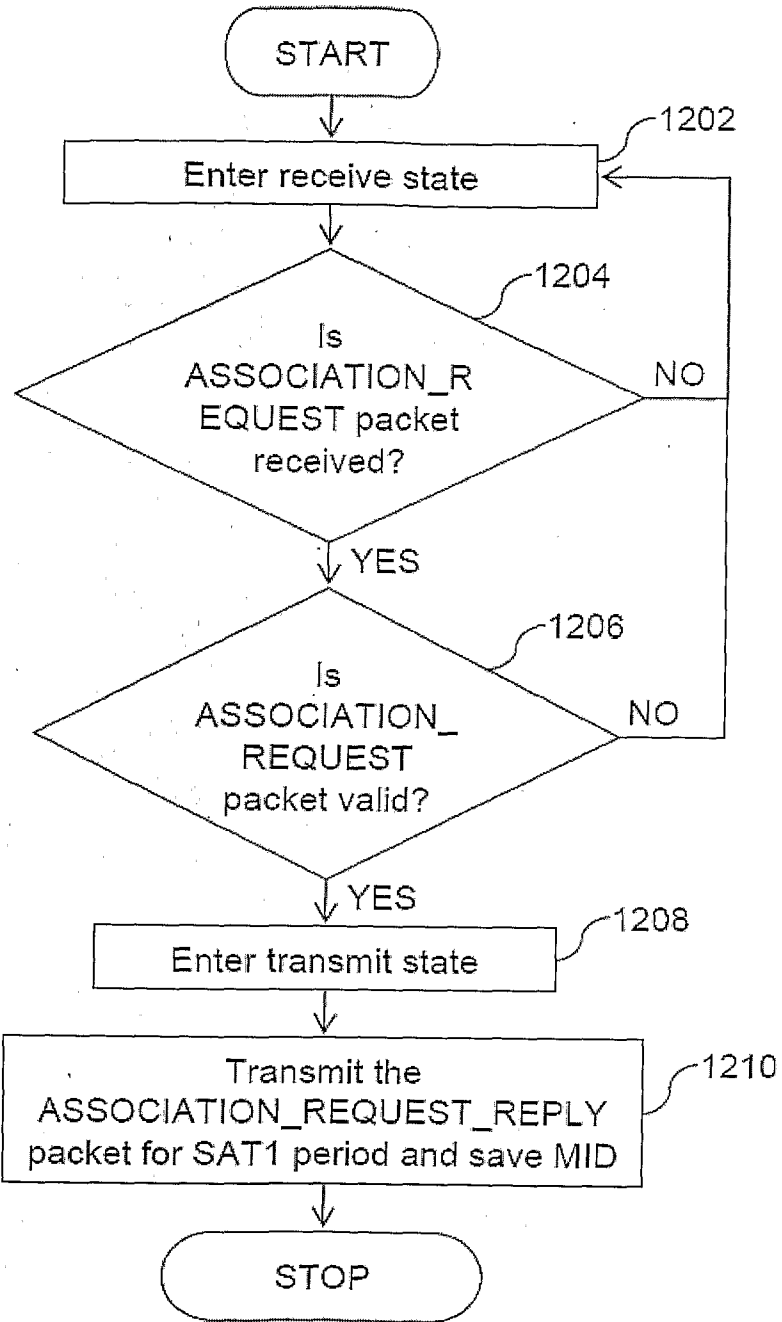 START
1202
Enter receive state
1204
Is
ASSOCIATION_R
EQUEST packet
received?
NO
YES
1206
Is
ASSOCIATION_
REQUEST
packet valid?
NO
YES
1208
Enter transmit state
1210
Transmit the
ASSOCIATION_REQUEST_REPLY
packet for SAT1 period and save MID
STOP